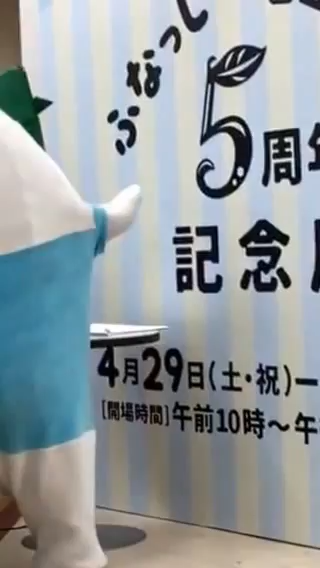 ふなっし
5周年
記念
4月29日(土・祝)ー
[開場時間]午前10時〜午